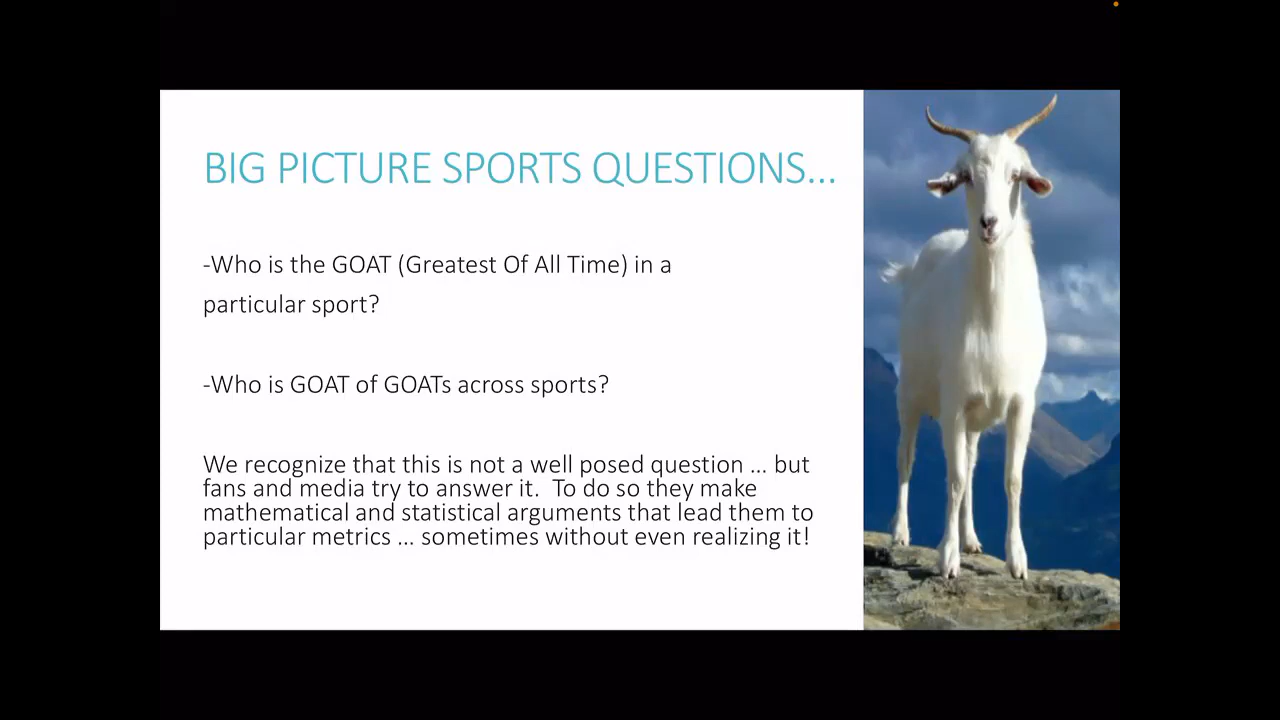 BIG PICTURE SPORTS QUESTIONS...
-Who is the GOAT (Greatest Of All Time) in a
particular sport?
-Who is GOAT of GOATs across sports?
We recognize that this is not a well posed question ... but
fans and media try to answer it.  To do so they make
mathematical and statistical arguments that lead them to
particular metrics ... sometimes without even realizing it!